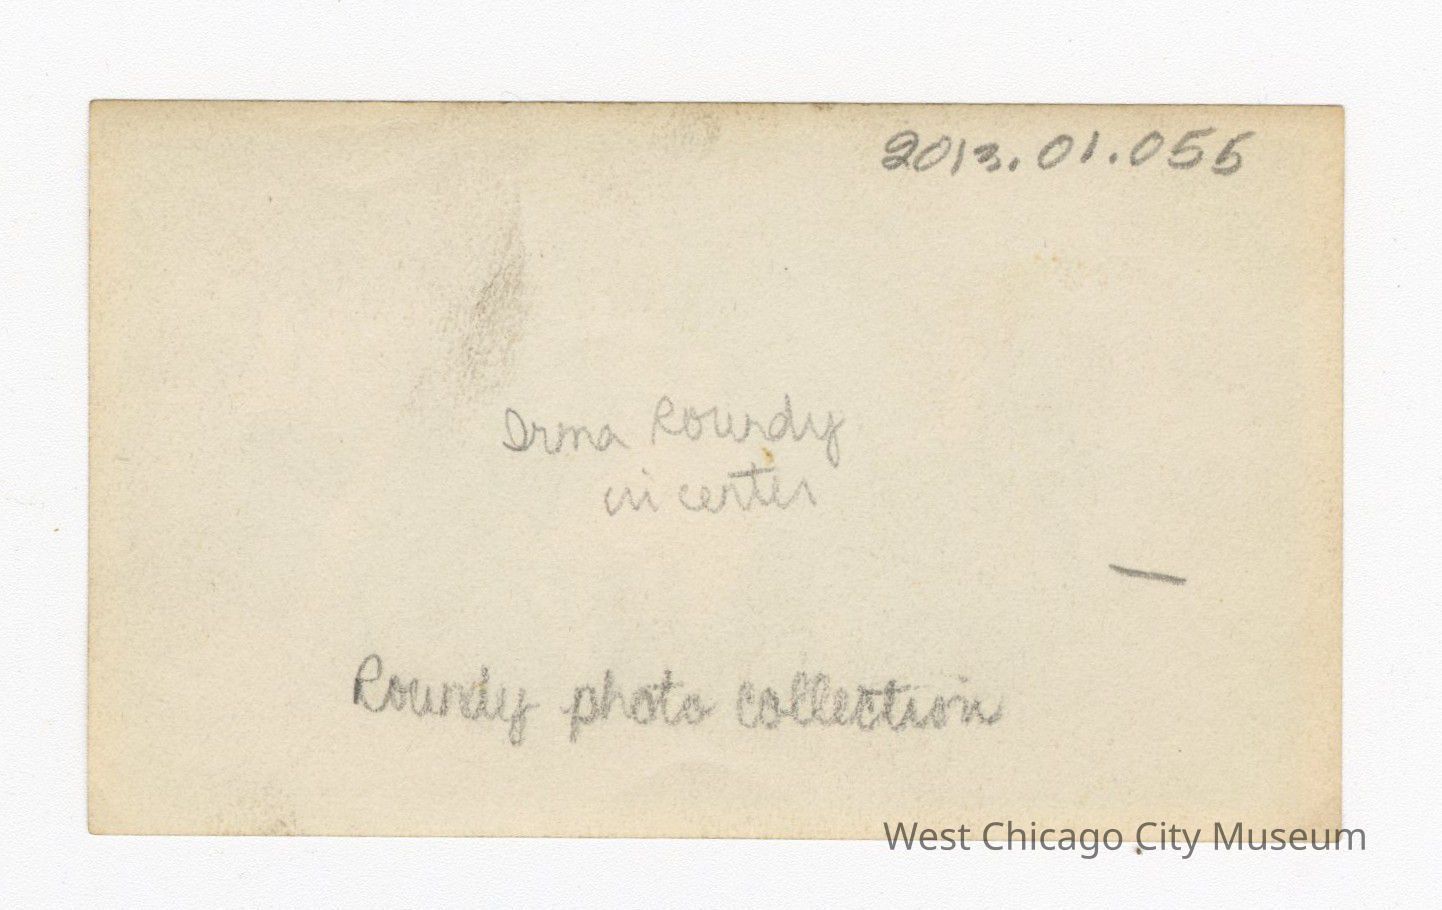 2013.01.055
Irma Roundy
in center
—
Roundy photo collection
West Chicago City Museum